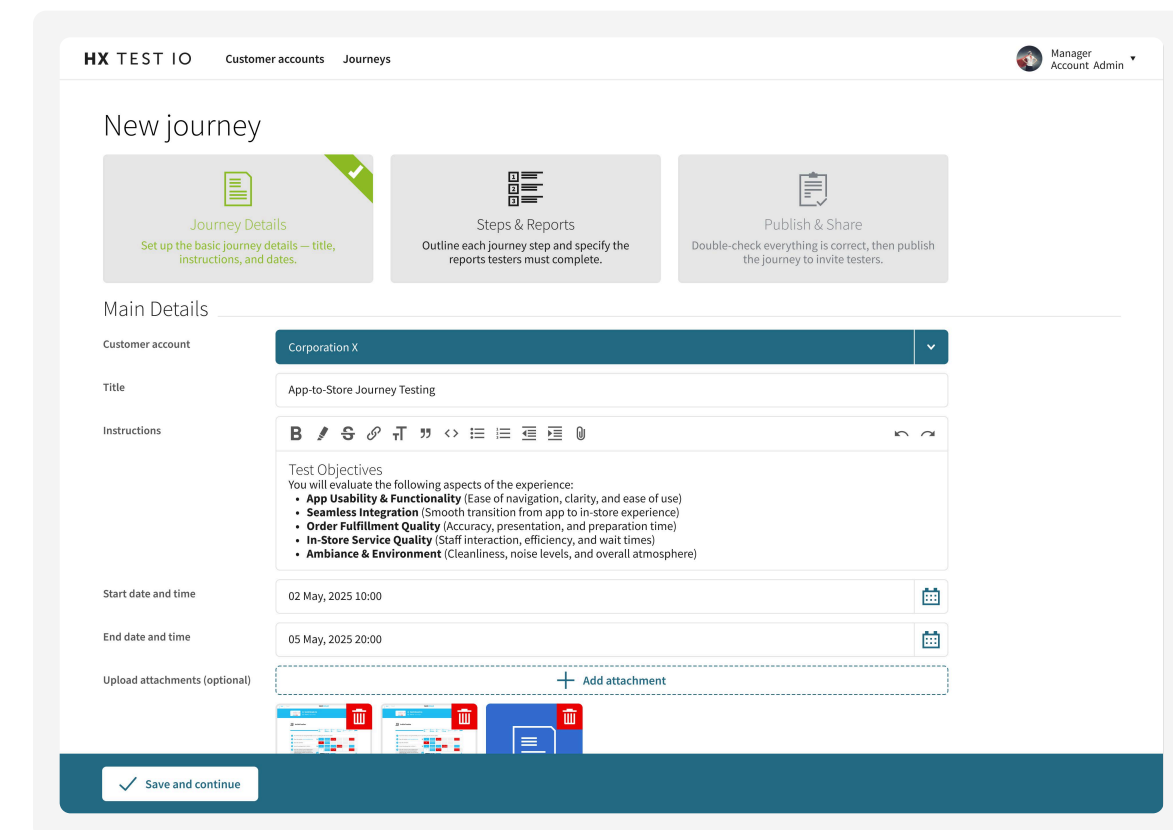 HX TEST IO
Customer accounts
Journeys
Manager
Account Admin
New journey
Journey Details
Set up the basic journey details — title,
instructions, and dates.
1
2
3
Steps & Reports
Outline each journey step and specify the
reports testers must complete.
Publish & Share
Double-check everything is correct, then publish
the journey to invite testers.
Main Details
Customer account
Corporation X
Title
App-to-Store Journey Testing
Instructions
Test Objectives
You will evaluate the following aspects of the experience:
• App Usability & Functionality (Ease of navigation, clarity, and ease of use)
• Seamless Integration (Smooth transition from app to in-store experience)
• Order Fulfillment Quality (Accuracy, presentation, and preparation time)
• In-Store Service Quality (Staff interaction, efficiency, and wait times)
• Ambiance & Environment (Cleanliness, noise levels, and overall atmosphere)
Start date and time
02 May, 2025 10:00
End date and time
05 May, 2025 20:00
Upload attachments (optional)
Add attachment
Save and continue